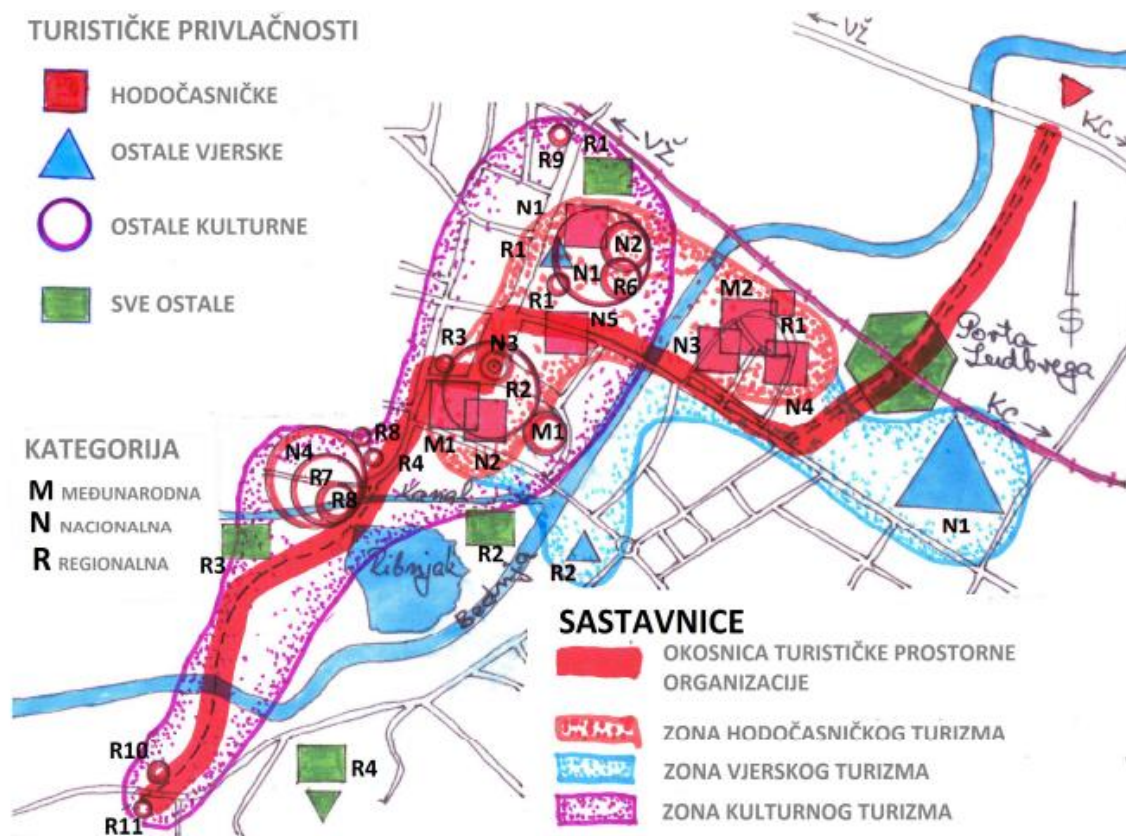 TURISTIČKE PRIVLAČNOSTI
HODOČASNIČKE
OSTALE VJERSKE
OSTALE KULTURNE
SVE OSTALE
VŽ
KC
VŽ
R9
R1
N1
R1
N2
N1
R6
R1
N5
M2
R1
N3
N4
Porta
Ludbrega
S
KC
N1
R3
N3
R2
M1
M1
N2
R8
R4
N4
R7
R8
Kanal
R3
R2
Ribnjak
R2
Bednja
KATEGORIJA
M MEĐUNARODNA
N NACIONALNA
R REGIONALNA
R10
R11
R4
SASTAVNICE
OKOSNICA TURISTIČKE PROSTORNE
ORGANIZACIJE
ZONA HODOČASNIČKOG TURIZMA
ZONA VJERSKOG TURIZMA
ZONA KULTURNOG TURIZMA